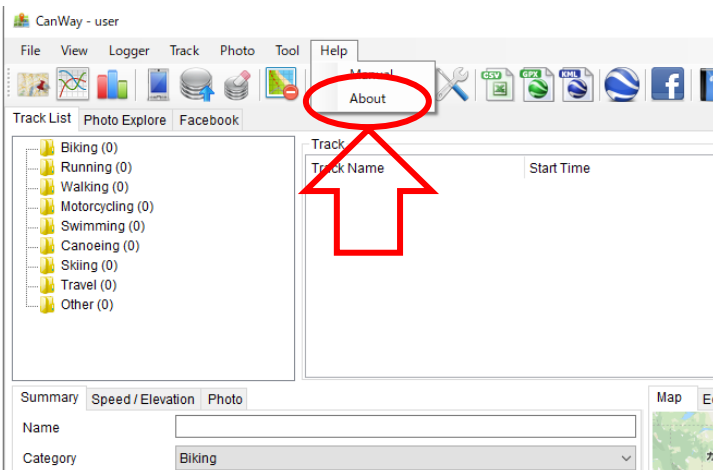 CanWay - user
File View Logger Track Photo Tool Help
Manual
About
CSV GPX KML
Track List Photo Explore Facebook
Biking (0)
Running (0)
Walking (0)
Motorcycling (0)
Swimming (0)
Canoeing (0)
Skiing (0)
Travel (0)
Other (0)
Track
Track Name Start Time
Summary Speed / Elevation Photo
Name
Category Biking
Map